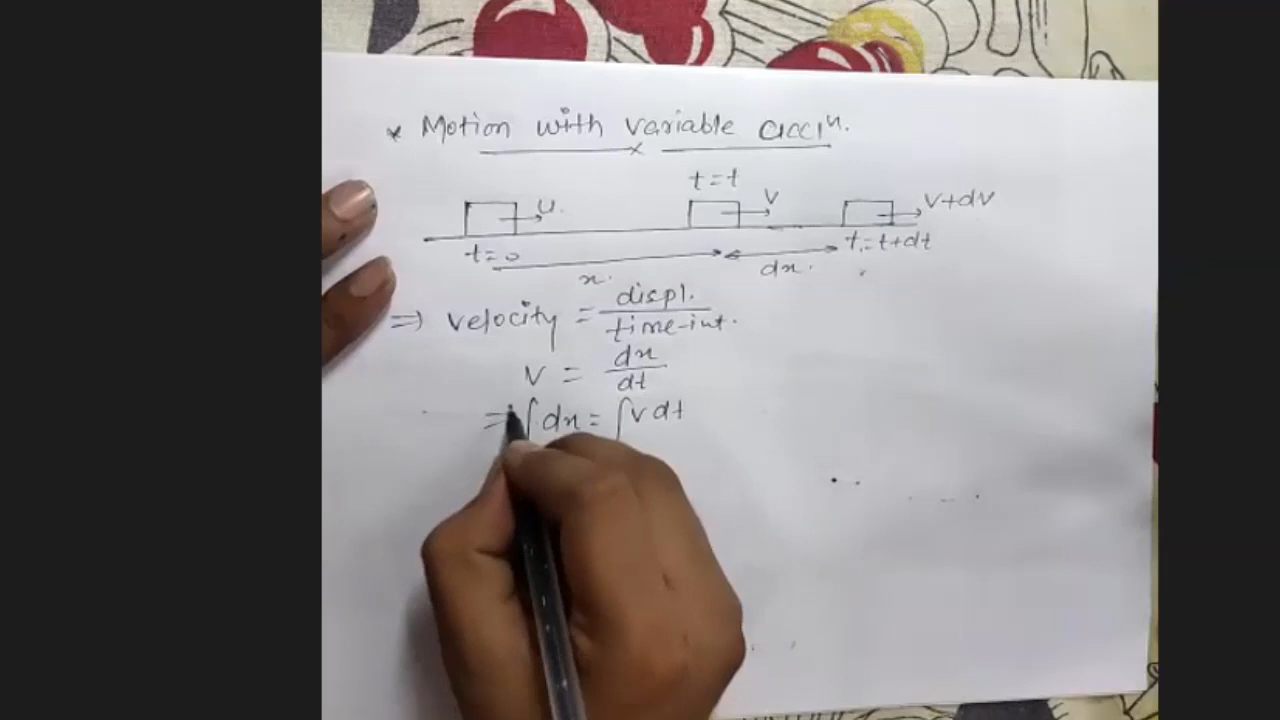 * Motion with variable accln.
t=t
u. v v+dv
t=0 t=t+dt
x. dx.
⇒ velocity = displ. / time-int.
v = dx/dt
⇒ ∫dx = ∫v dt